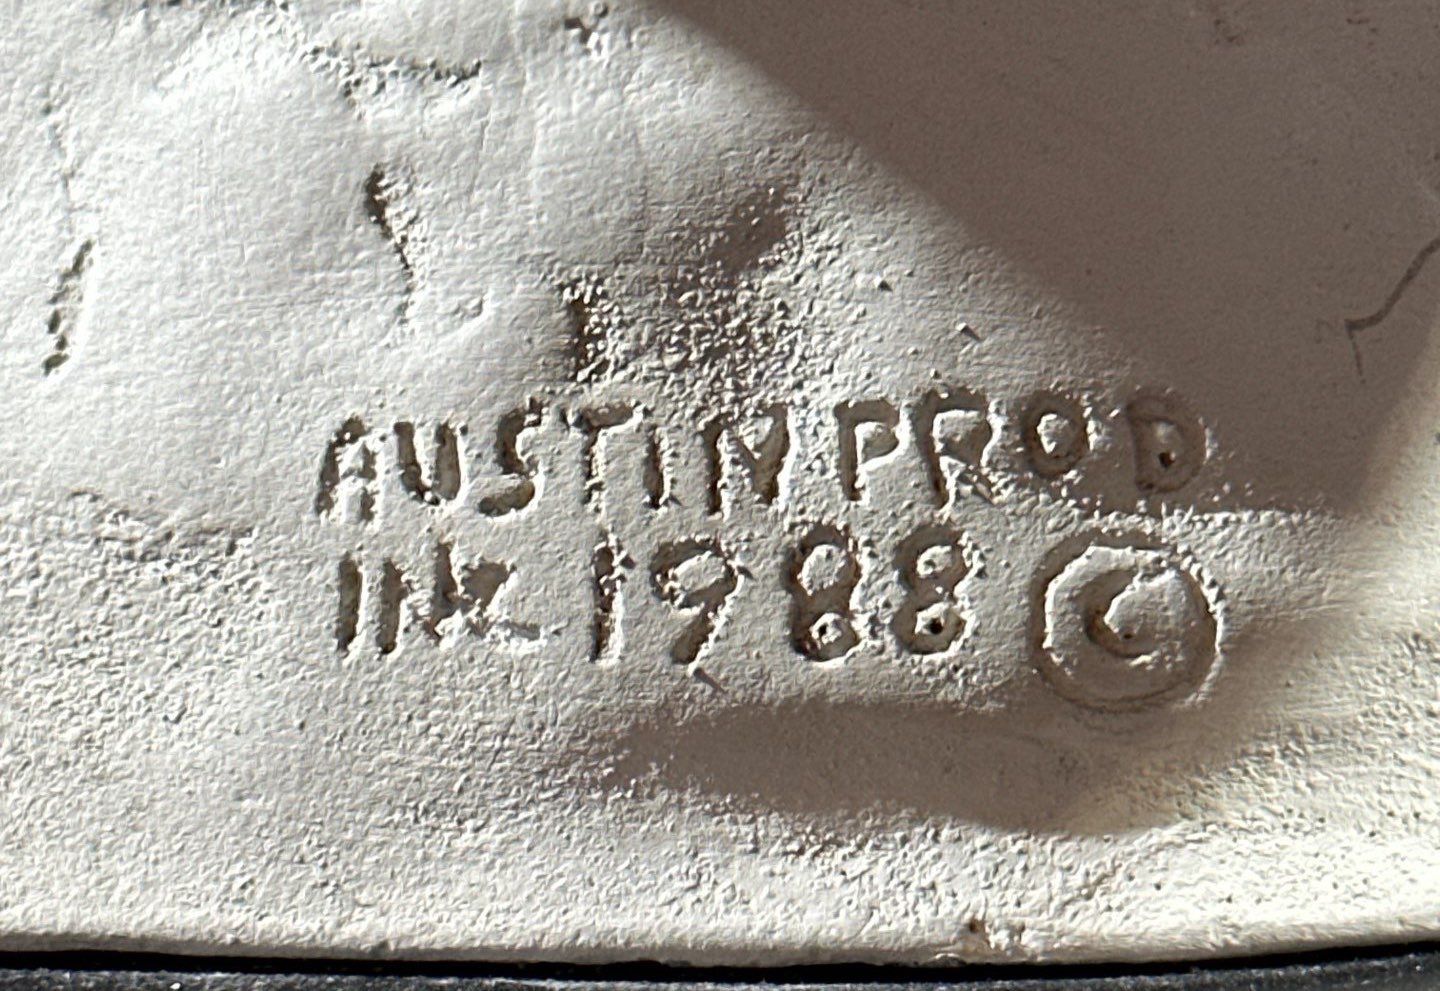 AUSTIN PROD
INC 1988 ©